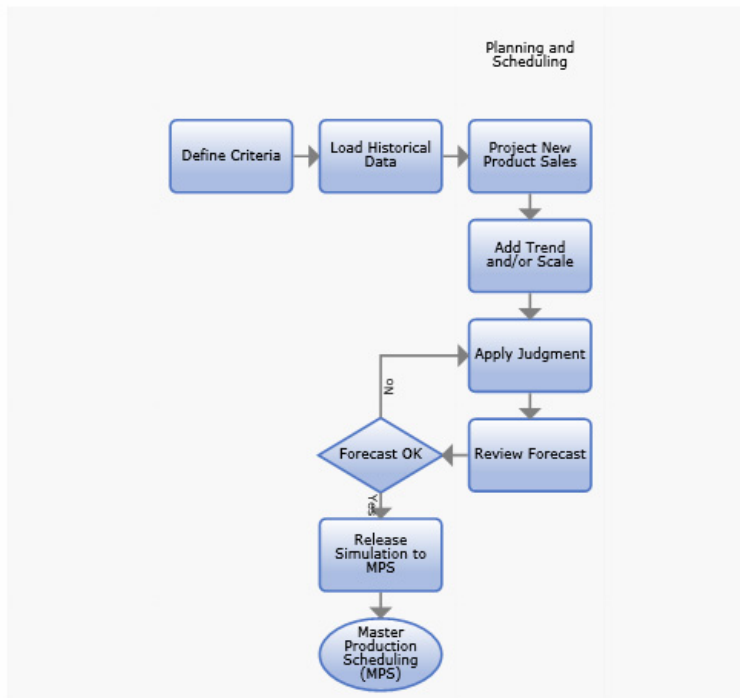 Planning and
Scheduling
Define Criteria
Load Historical
Data
Project New
Product Sales
Add Trend
and/or Scale
Apply Judgment
No
Forecast OK
Review Forecast
Yes
Release
Simulation to
MPS
Master
Production
Scheduling
(MPS)